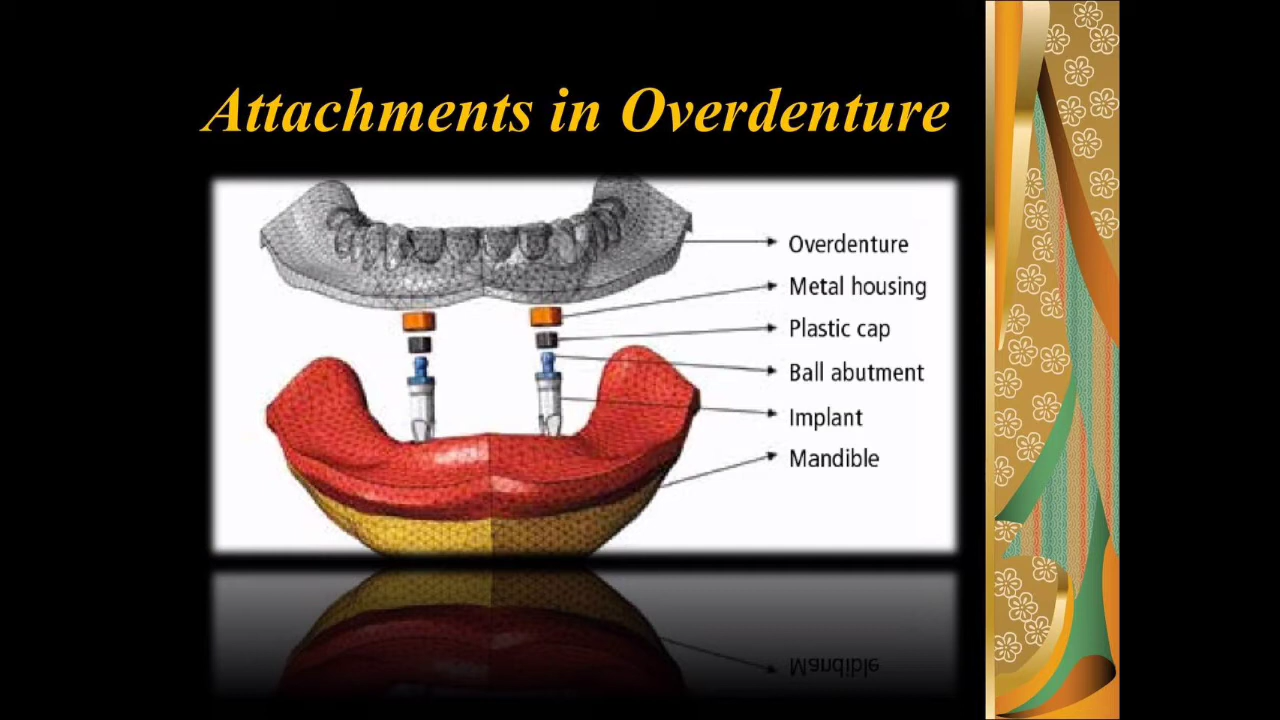 Attachments in Overdenture
Overdenture
Metal housing
Plastic cap
Ball abutment
Implant
Mandible
Mandible